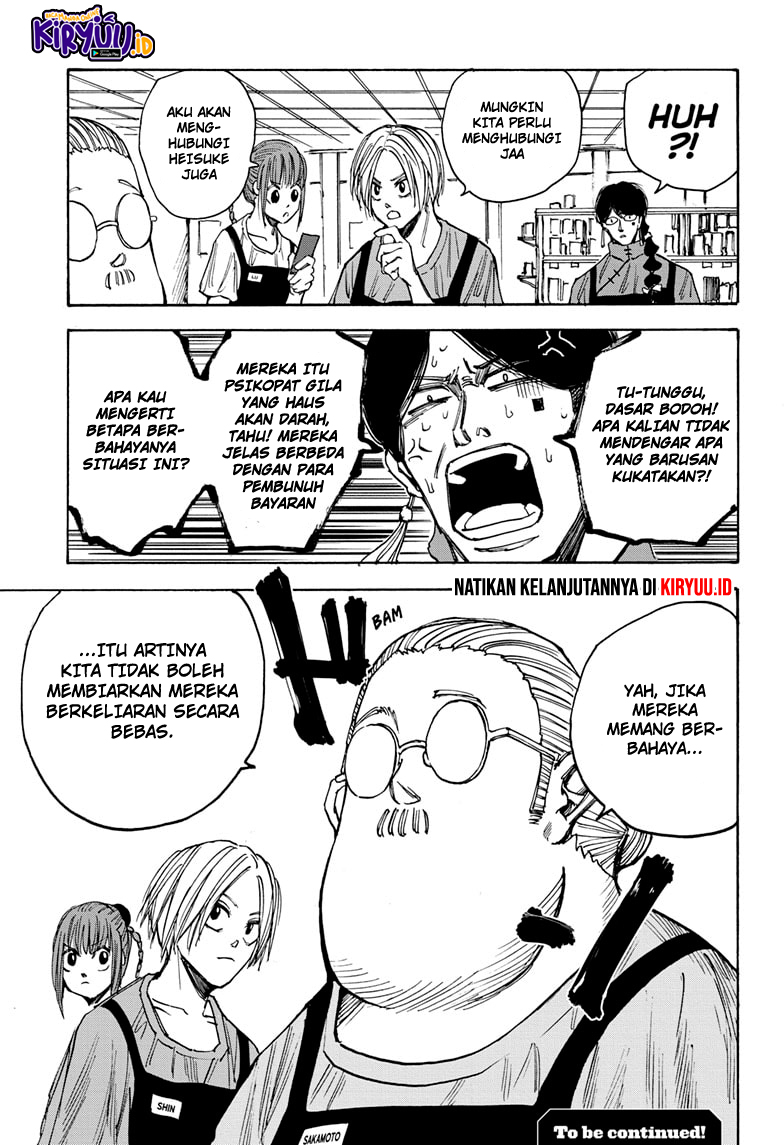 KIRYUU.ID
HUH
?!
MUNGKIN
KITA PERLU
MENGHUBUNGI
JAA
AKU AKAN
MENG-
HUBUNGI
HEISUKE
JUGA
LU
TU-TUNGGU,
DASAR BODOH!
APA KALIAN TIDAK
MENDENGAR APA
YANG BARUSAN
KUKATAKAN?!
MEREKA ITU
PSIKOPAT GILA
YANG HAUS
AKAN DARAH,
TAHU! MEREKA
JELAS BERBEDA
DENGAN PARA
PEMBUNUH
BAYARAN
APA KAU
MENGERTI
BETAPA BER-
BAHAYANYA
SITUASI INI?
NATIKAN KELANJUTANNYA DI KIRYUU.ID
BAM
YAH, JIKA
MEREKA
MEMANG BER-
BAHAYA...
...ITU ARTINYA
KITA TIDAK BOLEH
MEMBIARKAN MEREKA
BERKELIARAN SECARA
BEBAS.
SHIN
SAKAMOTO
To be continued!